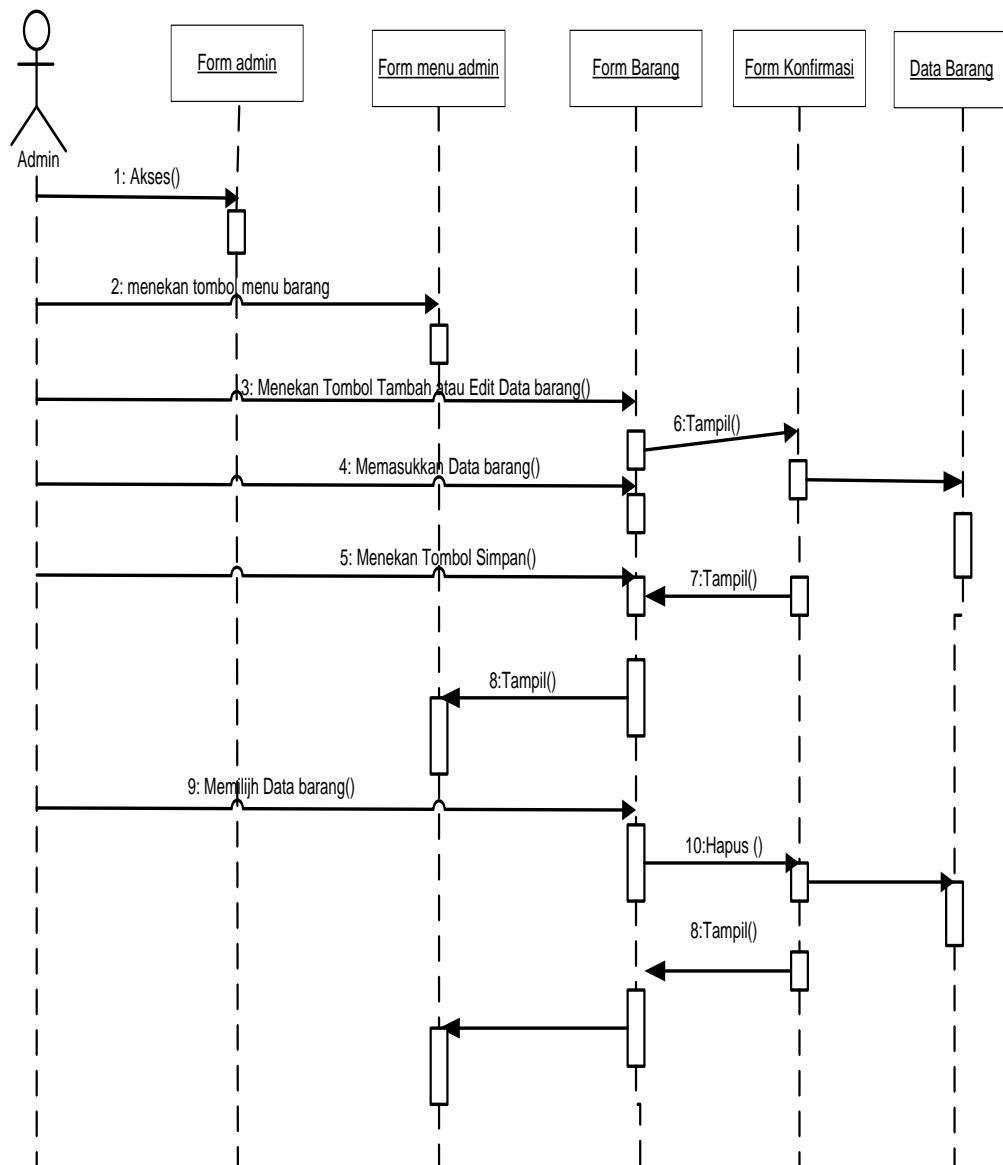 Form admin
Form menu admin
Form Barang
Form Konfirmasi
Data Barang
Admin
1: Akses()
2: menekan tombol menu barang
3: Menekan Tombol Tambah atau Edit Data barang()
6:Tampil()
4: Memasukkan Data barang()
5: Menekan Tombol Simpan()
7:Tampil()
8:Tampil()
9: Memilijh Data barang()
10:Hapus ()
8:Tampil()